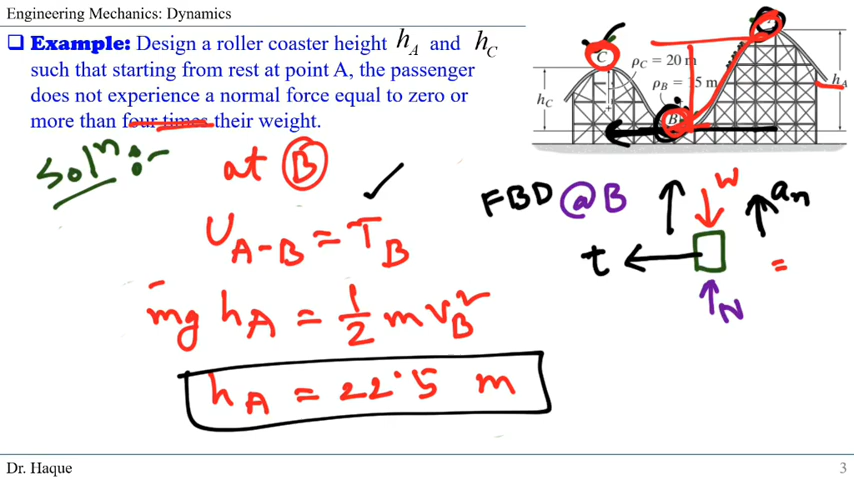 Engineering Mechanics: Dynamics
❑ Example: Design a roller coaster height h_A and h_C
such that starting from rest at point A, the passenger
does not experience a normal force equal to zero or
more than four times their weight.
C
ρ_C = 20 m
ρ_B = 15 m
h_A
h_C
B
Soln :-
at B
U_{A-B} = T_B
mg h_A = 1/2 m v_B^2
h_A = 22.5 m
FBD @ B
W
a_n
t
=
N
Dr. Haque
3